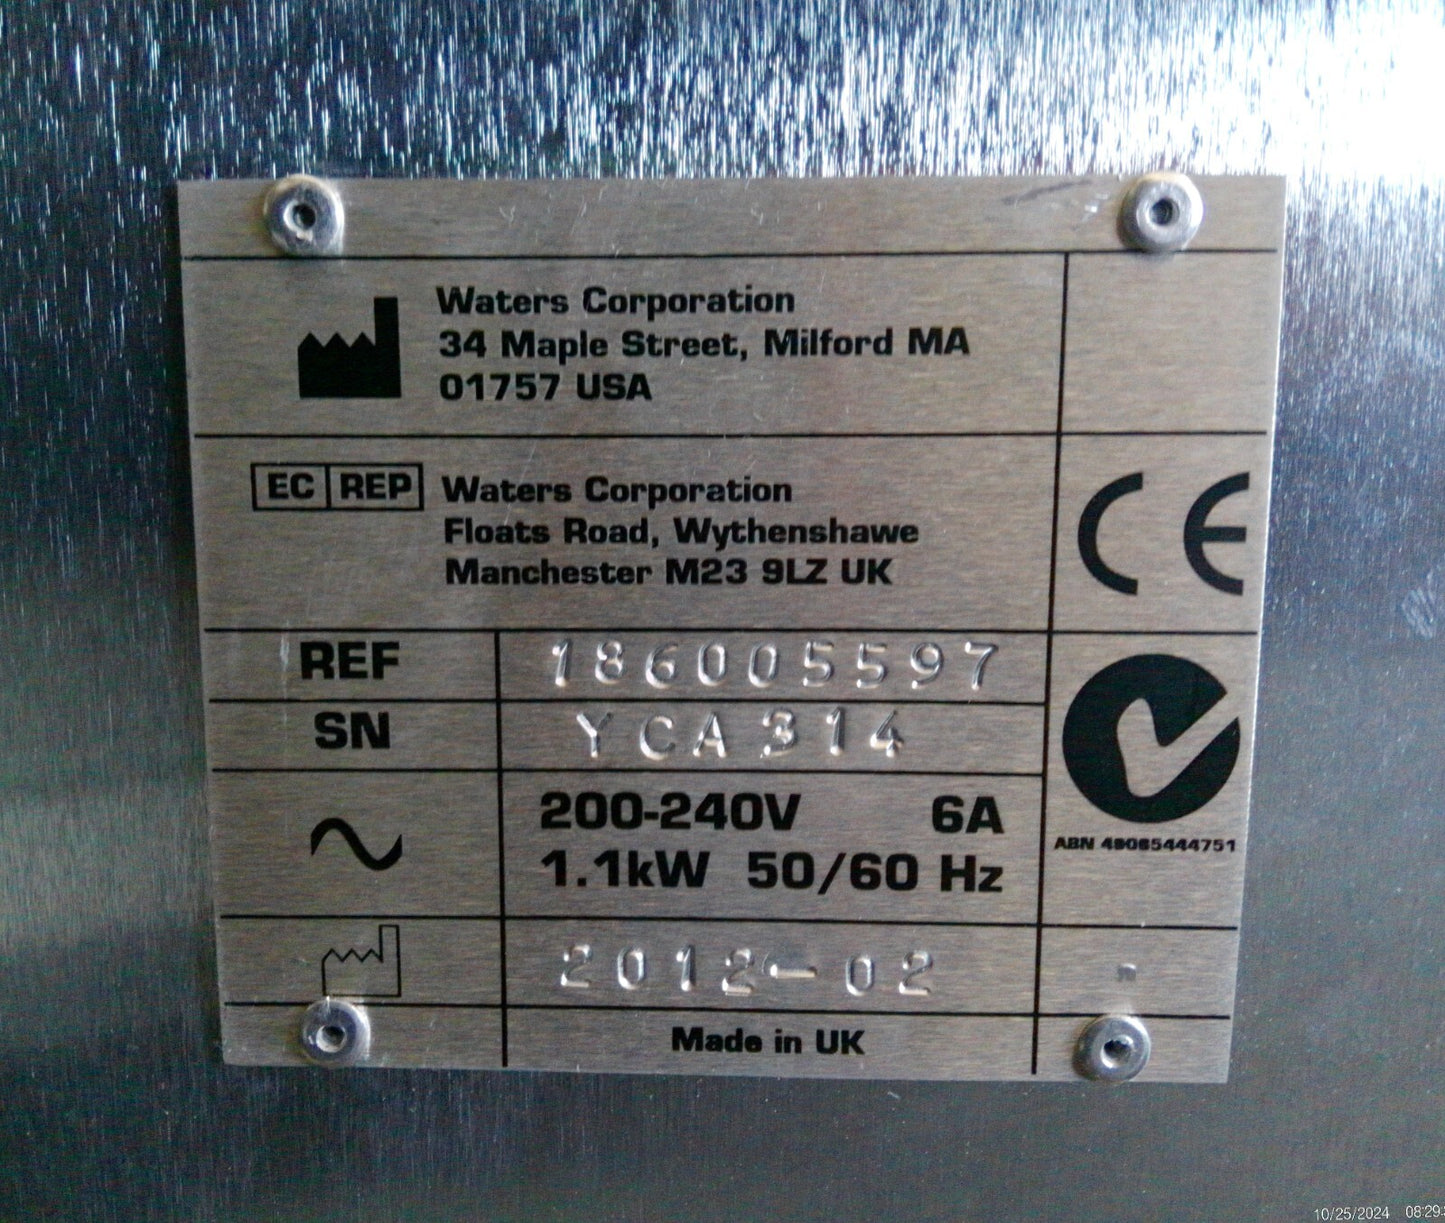 Waters Corporation
34 Maple Street, Milford MA
01757 USA
EC REP
Waters Corporation
Floats Road, Wythenshawe
Manchester M23 9LZ UK
CE
REF 186005597
SN YCA314
200-240V 6A
1.1kW 50/60 Hz
ABN 49065444751
2012-02
Made in UK
10/25/2024 08:29